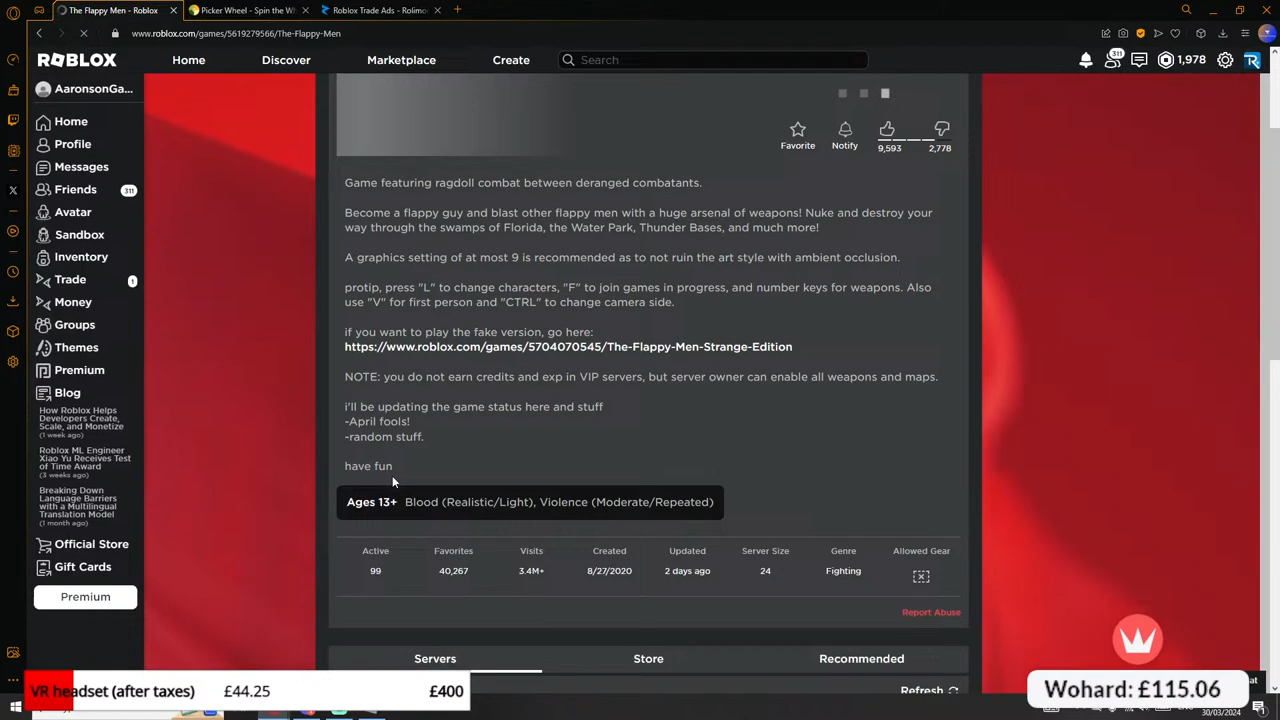 The Flappy Men - Roblox
Picker Wheel - Spin the W
Roblox Trade Ads - Rolimo
www.roblox.com/games/5619279566/The-Flappy-Men
ROBLOX
Home
Discover
Marketplace
Create
Search
311
1,978
AaronsonGa...
Home
Profile
Messages
Friends
311
Avatar
Sandbox
Inventory
Trade
1
Money
Groups
Themes
Premium
Blog
How Roblox Helps
Developers Create,
Scale, and Monetize
(1 week ago)
Roblox ML Engineer
Xiao Yu Receives Test
of Time Award
(3 weeks ago)
Breaking Down
Language Barriers
with a Multilingual
Translation Model
(1 month ago)
Official Store
Gift Cards
Premium
Favorite
Notify
9,593
2,778
Game featuring ragdoll combat between deranged combatants.
Become a flappy guy and blast other flappy men with a huge arsenal of weapons! Nuke and destroy your
way through the swamps of Florida, the Water Park, Thunder Bases, and much more!
A graphics setting of at most 9 is recommended as to not ruin the art style with ambient occlusion.
protip, press "L" to change characters, "F" to join games in progress, and number keys for weapons. Also
use "V" for first person and "CTRL" to change camera side.
if you want to play the fake version, go here:
https://www.roblox.com/games/5704070545/The-Flappy-Men-Strange-Edition
NOTE: you do not earn credits and exp in VIP servers, but server owner can enable all weapons and maps.
i'll be updating the game status here and stuff
-April fools!
-random stuff.
have fun
Ages 13+ Blood (Realistic/Light), Violence (Moderate/Repeated)
Active Favorites Visits Created Updated Server Size Genre Allowed Gear
99 40,267 3.4M+ 8/27/2020 2 days ago 24 Fighting
Report Abuse
Servers
Store
Recommended
Refresh
VR headset (after taxes) £44.25 £400
Wohard: £115.06
30/03/2024